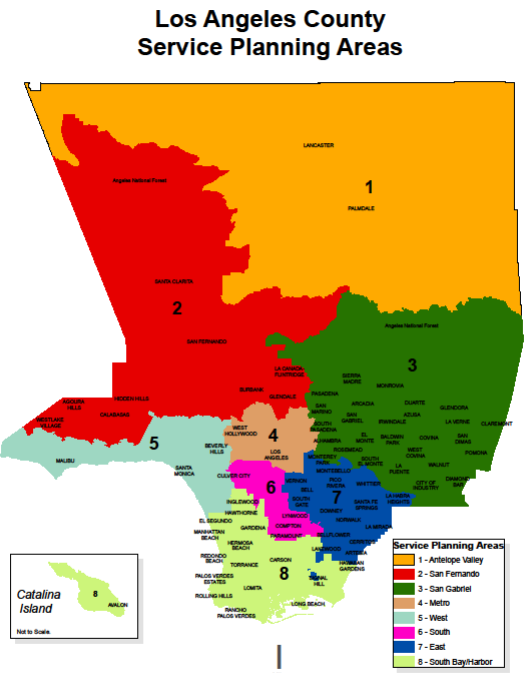 Los Angeles County
Service Planning Areas
LANCASTER
1
PALMDALE
Angeles National Forest
SANTA CLARITA
2
SAN FERNANDO
Angeles National Forest
3
LA CANADA-
FLINTRIDGE
SIERRA
MADRE
MONROVIA
BURBANK
GLENDALE
PASADENA
AGOURA
HILLS
HIDDEN HILLS
CALABASAS
WESTLAKE
VILLAGE
SAN
MARINO
ARCADIA
DUARTE
GLENDORA
AZUSA
SAN
GABRIEL
IRWINDALE
LA VERNE
CLAREMONT
SOUTH
PASADENA
ALHAMBRA
EL
MONTE
BALDWIN
PARK
COVINA
SAN
DIMAS
ROSEMEAD
WEST
COVINA
POMONA
MONTEREY
PARK
SOUTH
EL MONTE
LA
PUENTE
WALNUT
DIAMOND
BAR
CITY OF
INDUSTRY
WEST
HOLLYWOOD
4
LOS
ANGELES
BEVERLY
HILLS
5
MALIBU
SANTA
MONICA
CULVER CITY
6
MONTEBELLO
VERNON
PICO
RIVERA
WHITTIER
BELL
7
LA HABRA
HEIGHTS
SOUTH
GATE
SANTA FE
SPRINGS
DOWNEY
INGLEWOOD
HAWTHORNE
LYNWOOD
NORWALK
LA MIRADA
EL SEGUNDO
GARDENA
COMPTON
PARAMOUNT
BELLFLOWER
CERRITOS
MANHATTAN
BEACH
HERMOSA
BEACH
LAKEWOOD
ARTESIA
REDONDO
BEACH
TORRANCE
CARSON
8
HAWAIIAN
GARDENS
SIGNAL
HILL
PALOS VERDES
ESTATES
LOMITA
ROLLING HILLS
LONG BEACH
RANCHO
PALOS VERDES
Catalina
Island
8
AVALON
Not to Scale.
Service Planning Areas
1 - Antelope Valley
2 - San Fernando
3 - San Gabriel
4 - Metro
5 - West
6 - South
7 - East
8 - South Bay/Harbor